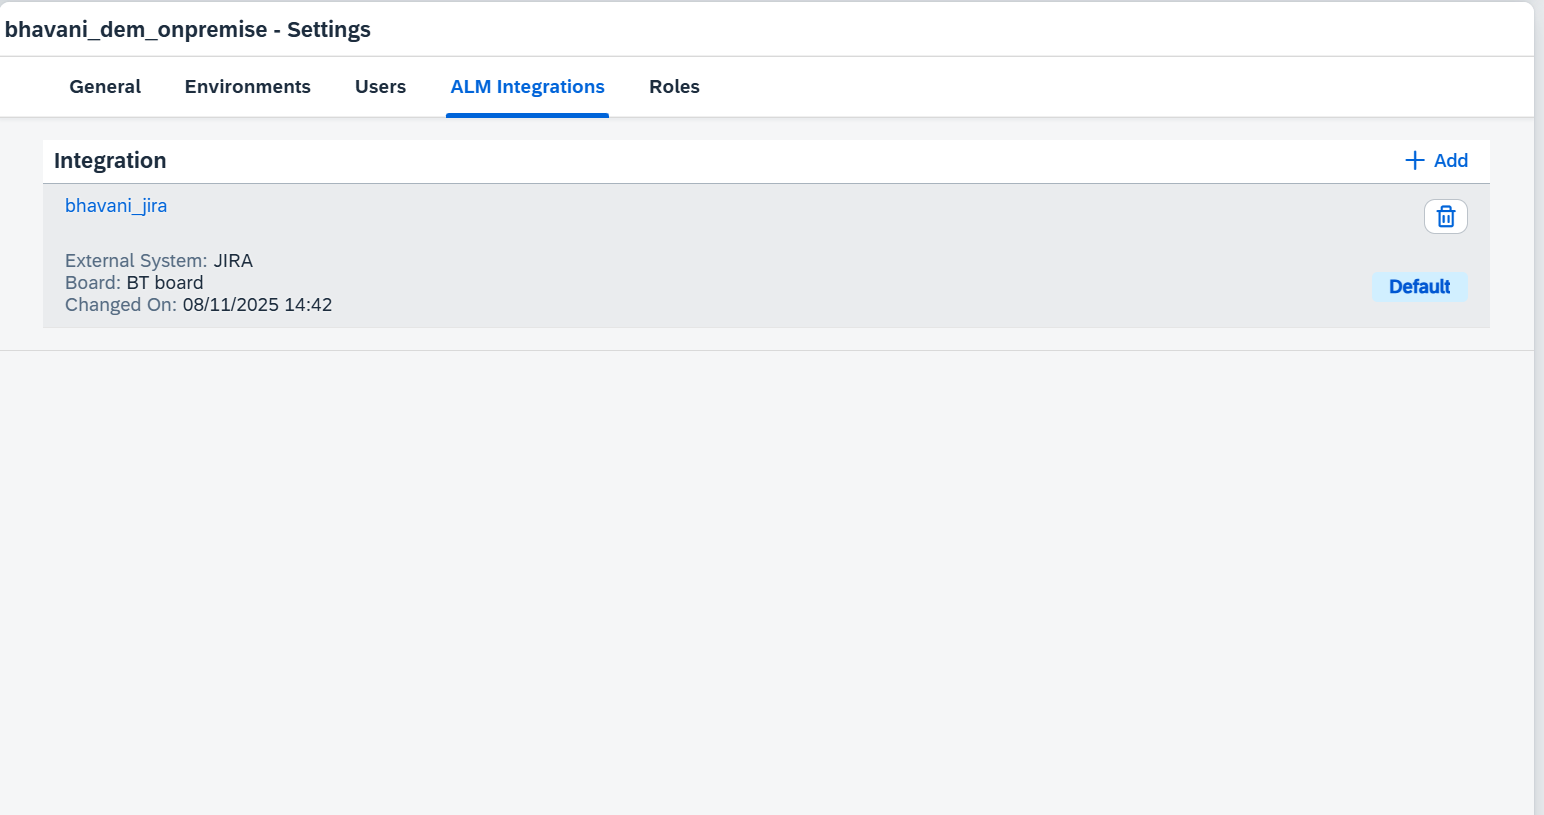 bhavani_dem_onpremise - Settings
General Environments Users ALM Integrations Roles
Integration
Add
bhavani_jira
External System: JIRA
Board: BT board
Default
Changed On: 08/11/2025 14:42